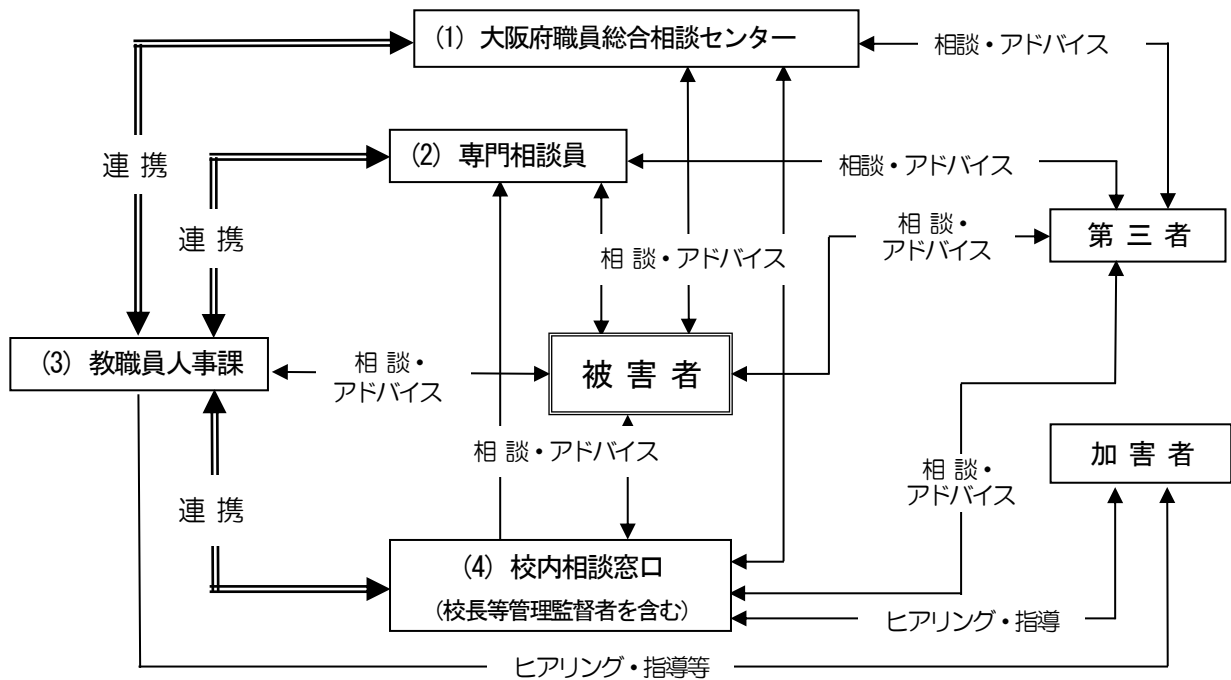 (1) 大阪府職員総合相談センター
相談・アドバイス
連 携
(2) 専門相談員
相談・アドバイス
連 携
相 談・
アドバイス
第 三 者
相 談・アドバイス
(3) 教職員人事課
相 談・
アドバイス
被 害 者
相 談・アドバイス
加 害 者
相 談・
アドバイス
連 携
(4) 校内相談窓口
(校長等管理監督者を含む)
ヒアリング・指導
ヒアリング・指導等